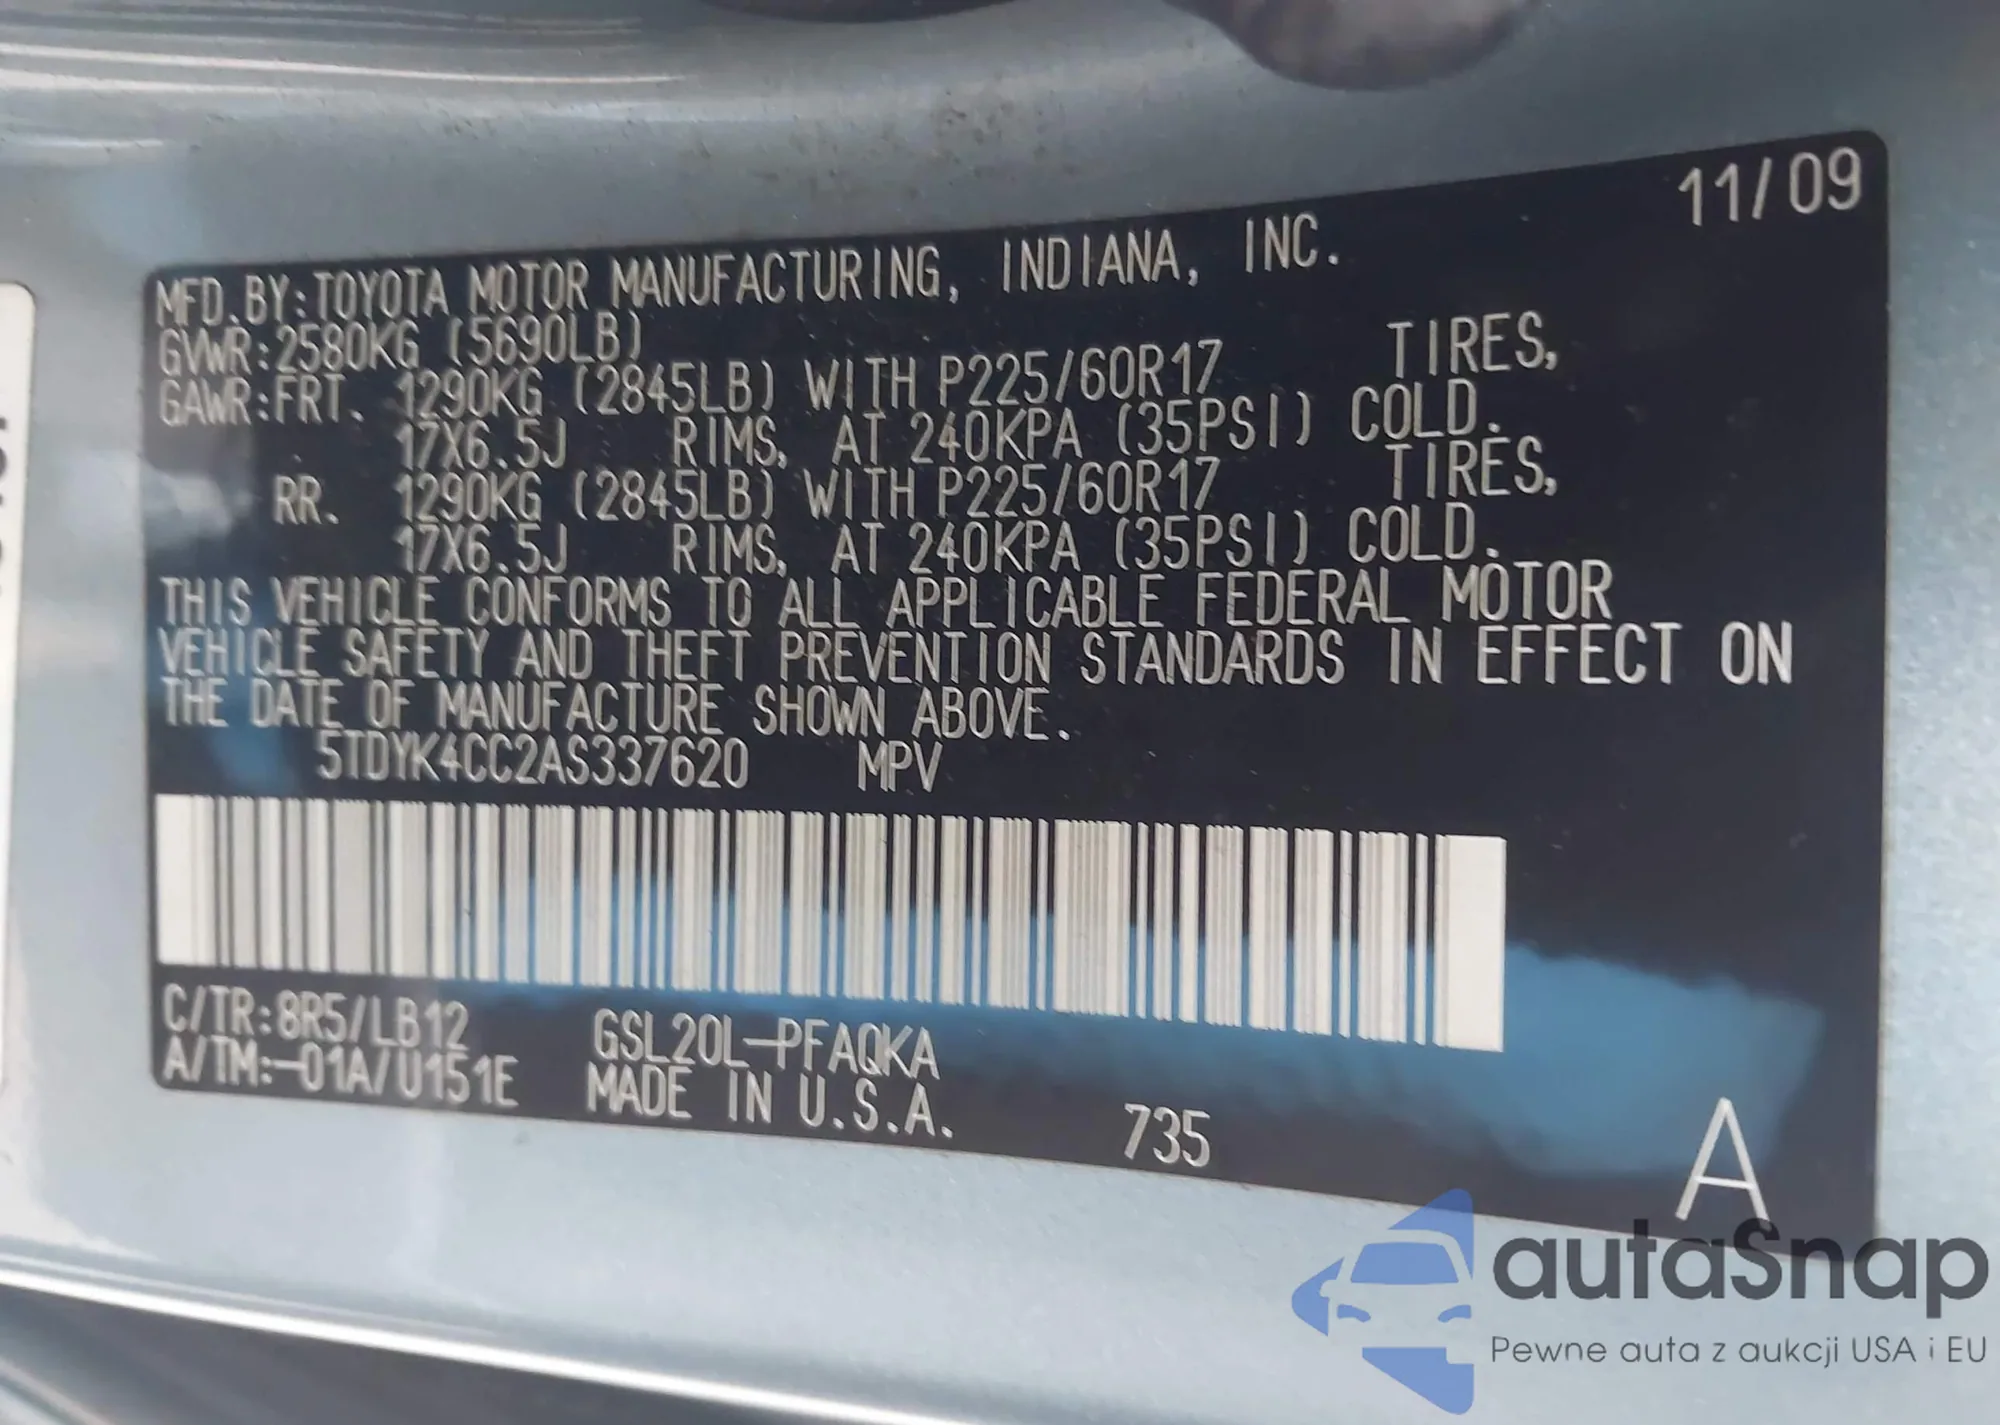 11/09
MFD. BY: TOYOTA MOTOR MANUFACTURING, INDIANA, INC.
GVWR: 2580KG (5690LB)
GAWR: FRT. 1290KG (2845LB) WITH P225/60R17 TIRES,
17X6.5J RIMS, AT 240KPA (35PSI) COLD.
RR. 1290KG (2845LB) WITH P225/60R17 TIRES,
17X6.5J RIMS, AT 240KPA (35PSI) COLD.
THIS VEHICLE CONFORMS TO ALL APPLICABLE FEDERAL MOTOR
VEHICLE SAFETY AND THEFT PREVENTION STANDARDS IN EFFECT ON
THE DATE OF MANUFACTURE SHOWN ABOVE.
5TDYK4CC2AS337620 MPV
C/TR: 8R5/LB12 GSL20L-PFAQKA
A/TM: -01A/U151E MADE IN U.S.A. 735
A
autaSnap
Pewne auta z aukcji USA i EU